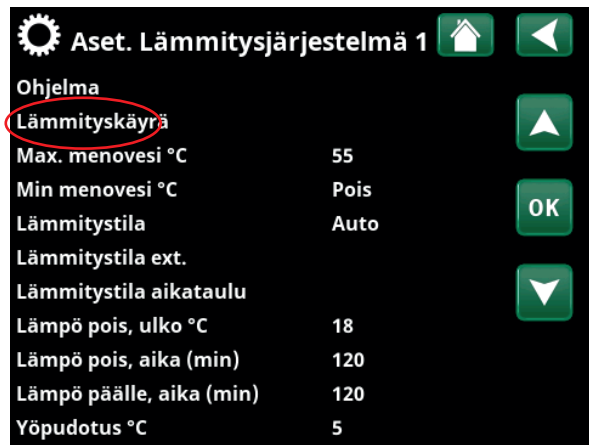 Aset. Lämmitysjärjestelmä 1
Ohjelma
Lämmityskäyrä
Max. menovesi °C 55
Min menovesi °C Pois
Lämmitystila Auto
OK
Lämmitystila ext.
Lämmitystila aikataulu
Lämpö pois, ulko °C 18
Lämpö pois, aika (min) 120
Lämpö päälle, aika (min) 120
Yöpudotus °C 5